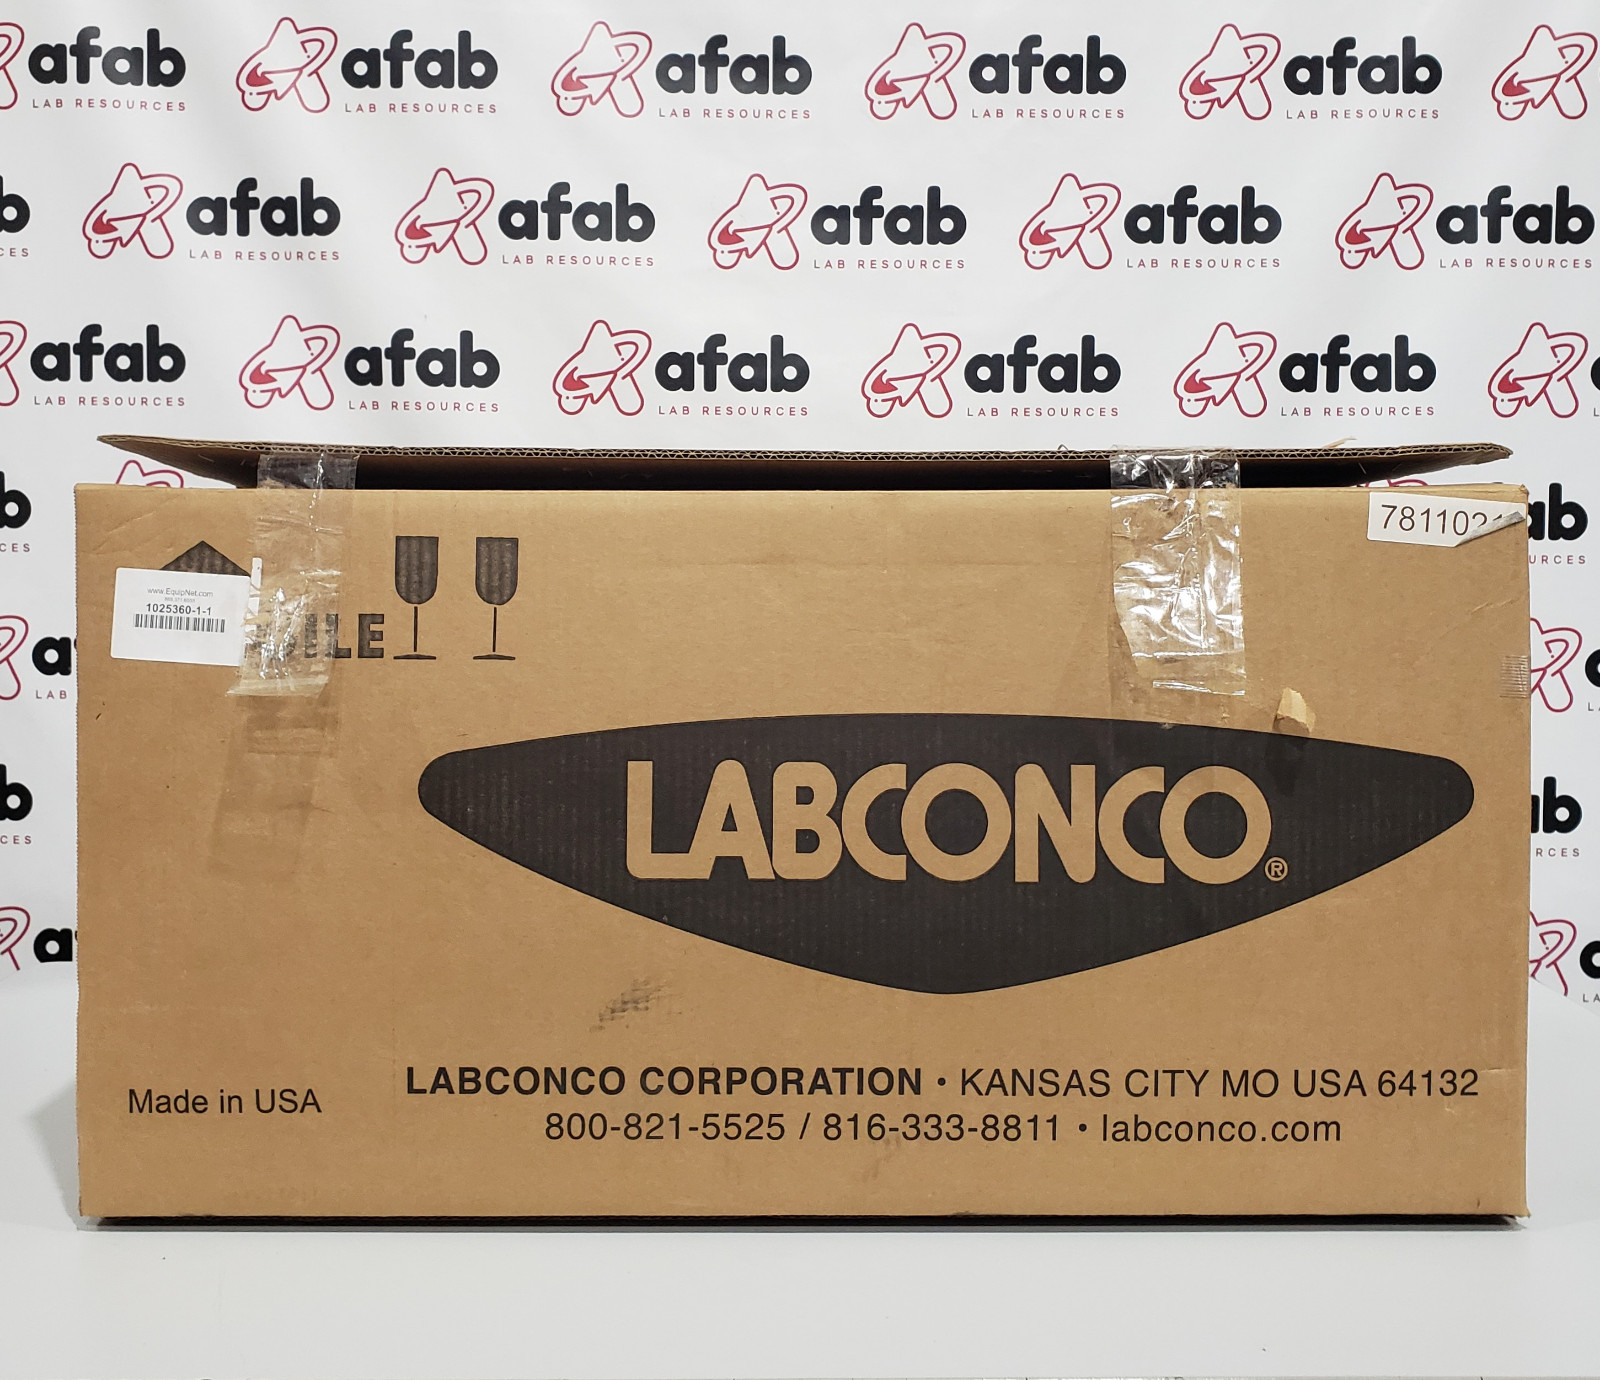 afab afab afab afab afab
LAB RESOURCES LAB RESOURCES LAB RESOURCES LAB RESOURCES LAB RESOURCES
afab afab afab afab afab
LAB RESOURCES LAB RESOURCES LAB RESOURCES LAB RESOURCES LAB RESOURCES
afab afab afab afab afab
LAB RESOURCES LAB RESOURCES LAB RESOURCES LAB RESOURCES LAB RESOURCES
www.EquipNet.com
1025360-1-1
LABCONCO®
Made in USA
LABCONCO CORPORATION • KANSAS CITY MO USA 64132
800-821-5525 / 816-333-8811 • labconco.com